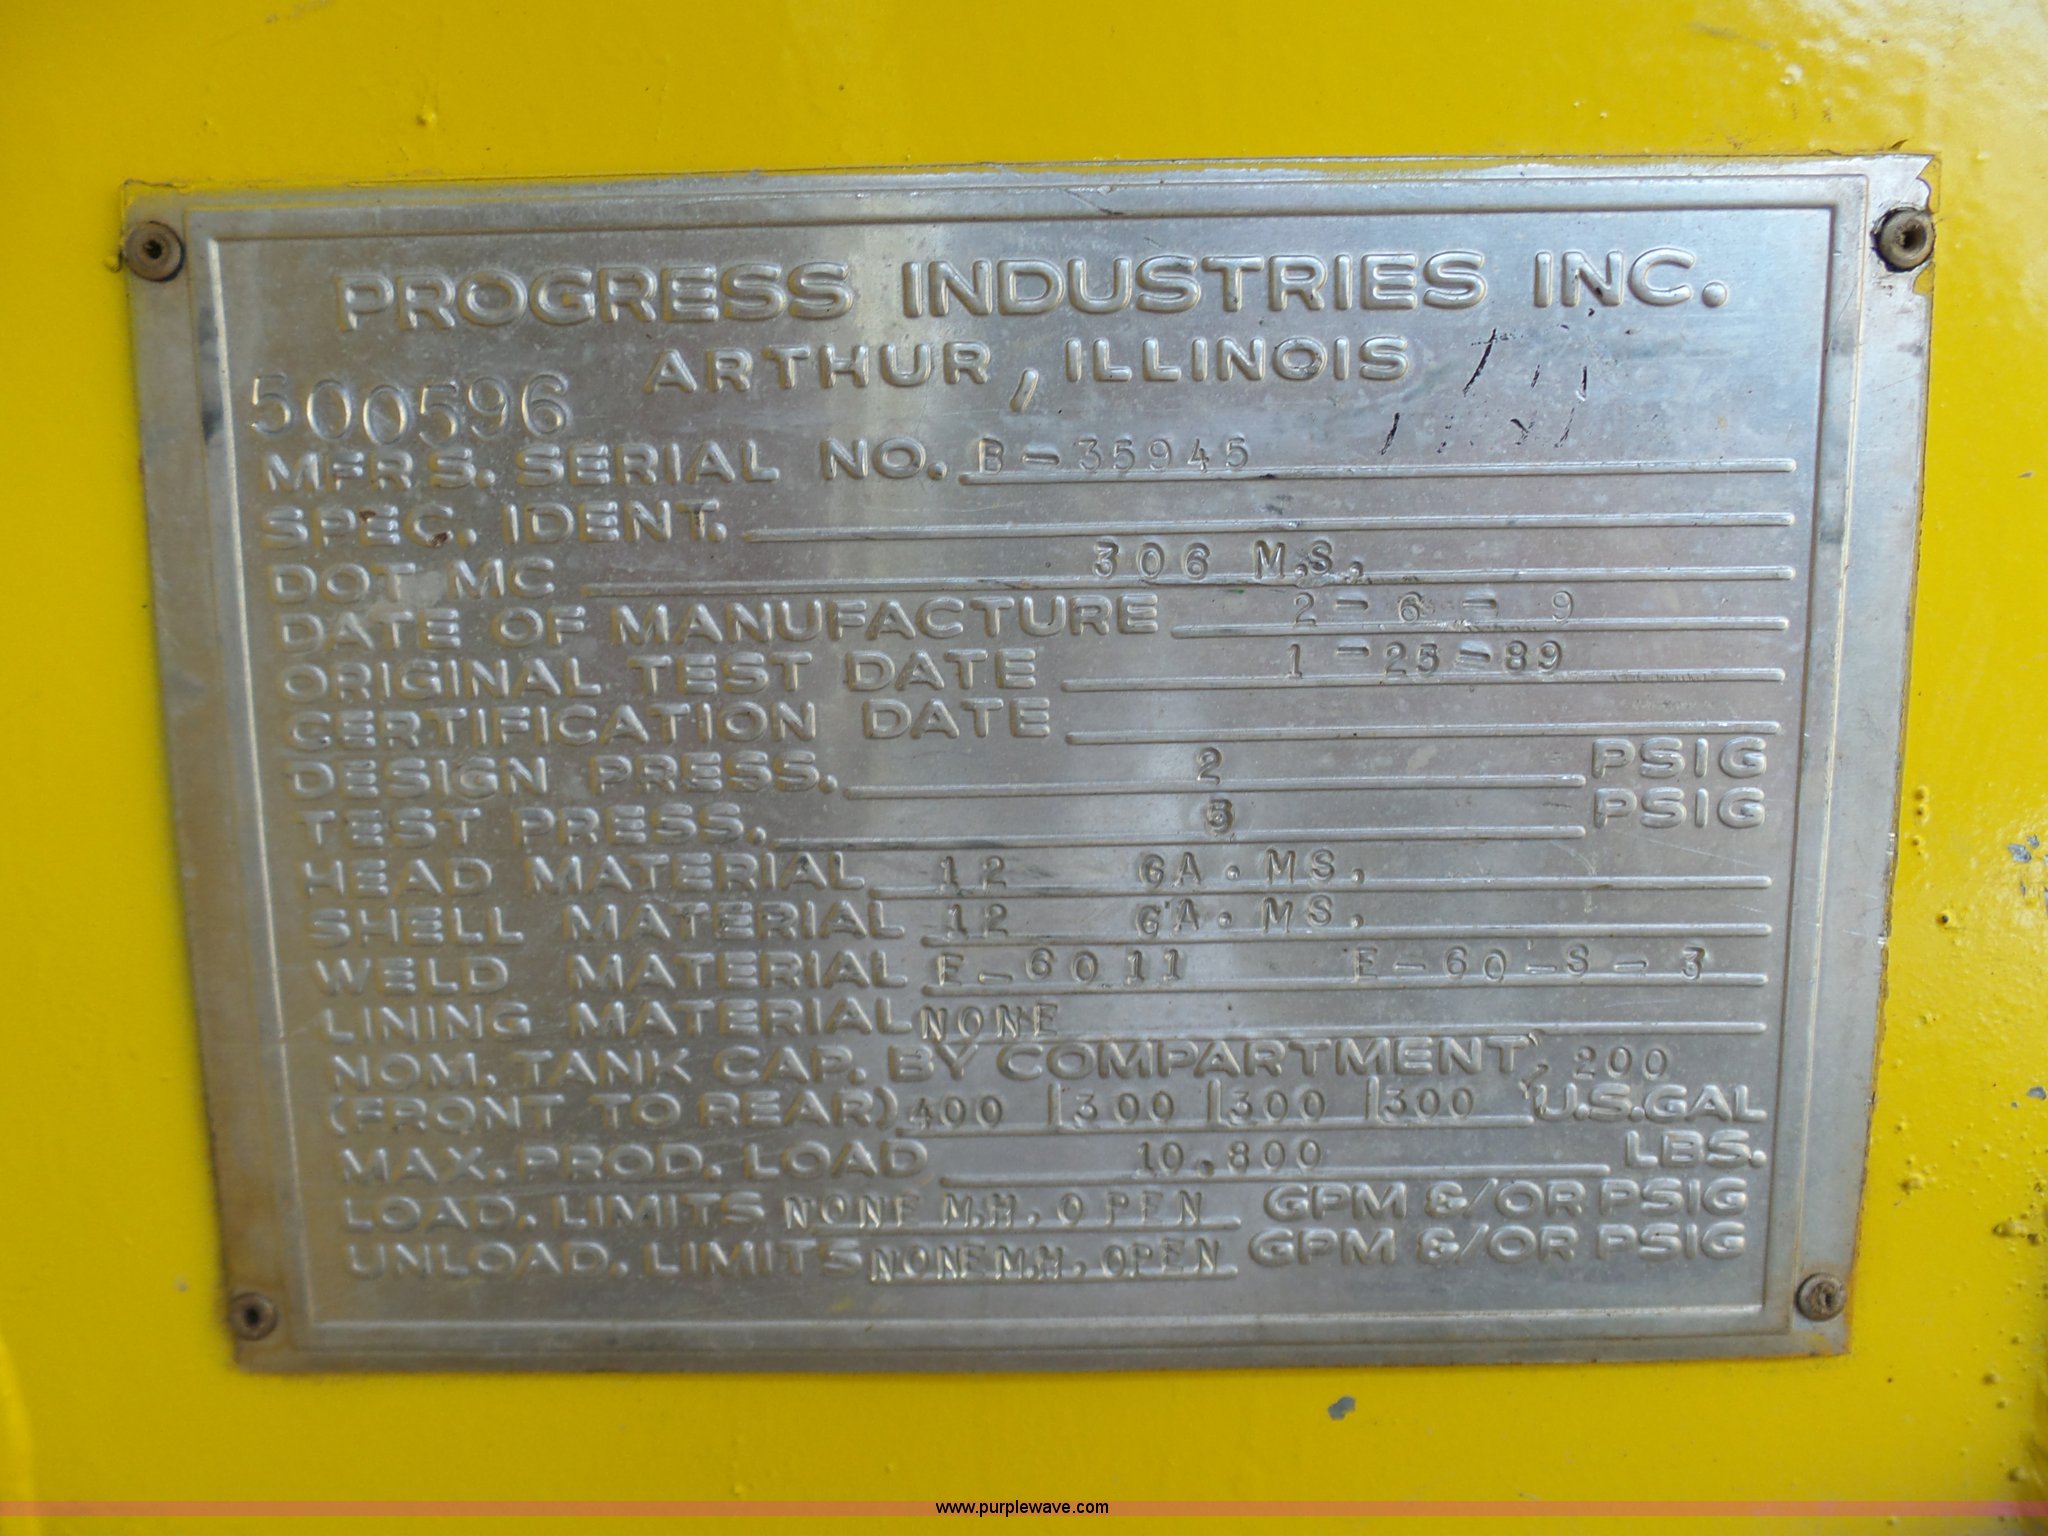 PROGRESS INDUSTRIES INC.
ARTHUR, ILLINOIS
500596
MFRS. SERIAL NO. B-35945
SPEC. IDENT.
DOT MC 306 M.S.
DATE OF MANUFACTURE 2-6- 9
ORIGINAL TEST DATE 1-25-89
CERTIFICATION DATE
DESIGN PRESS. 2 PSIG
TEST PRESS. 5 PSIG
HEAD MATERIAL 12 GA. MS.
SHELL MATERIAL 12 GA. MS.
WELD MATERIAL E-6011 E-60-S-3
LINING MATERIAL NONE
NOM. TANK CAP. BY COMPARTMENT, 200
(FRONT TO REAR) 400 | 300 | 300 | 300 U.S.GAL
MAX. PROD. LOAD 10,800 LBS.
LOAD. LIMITS NONE M.H. OPEN GPM &/OR PSIG
UNLOAD. LIMITS NONE M.H. OPEN GPM &/OR PSIG
www.purplewave.com